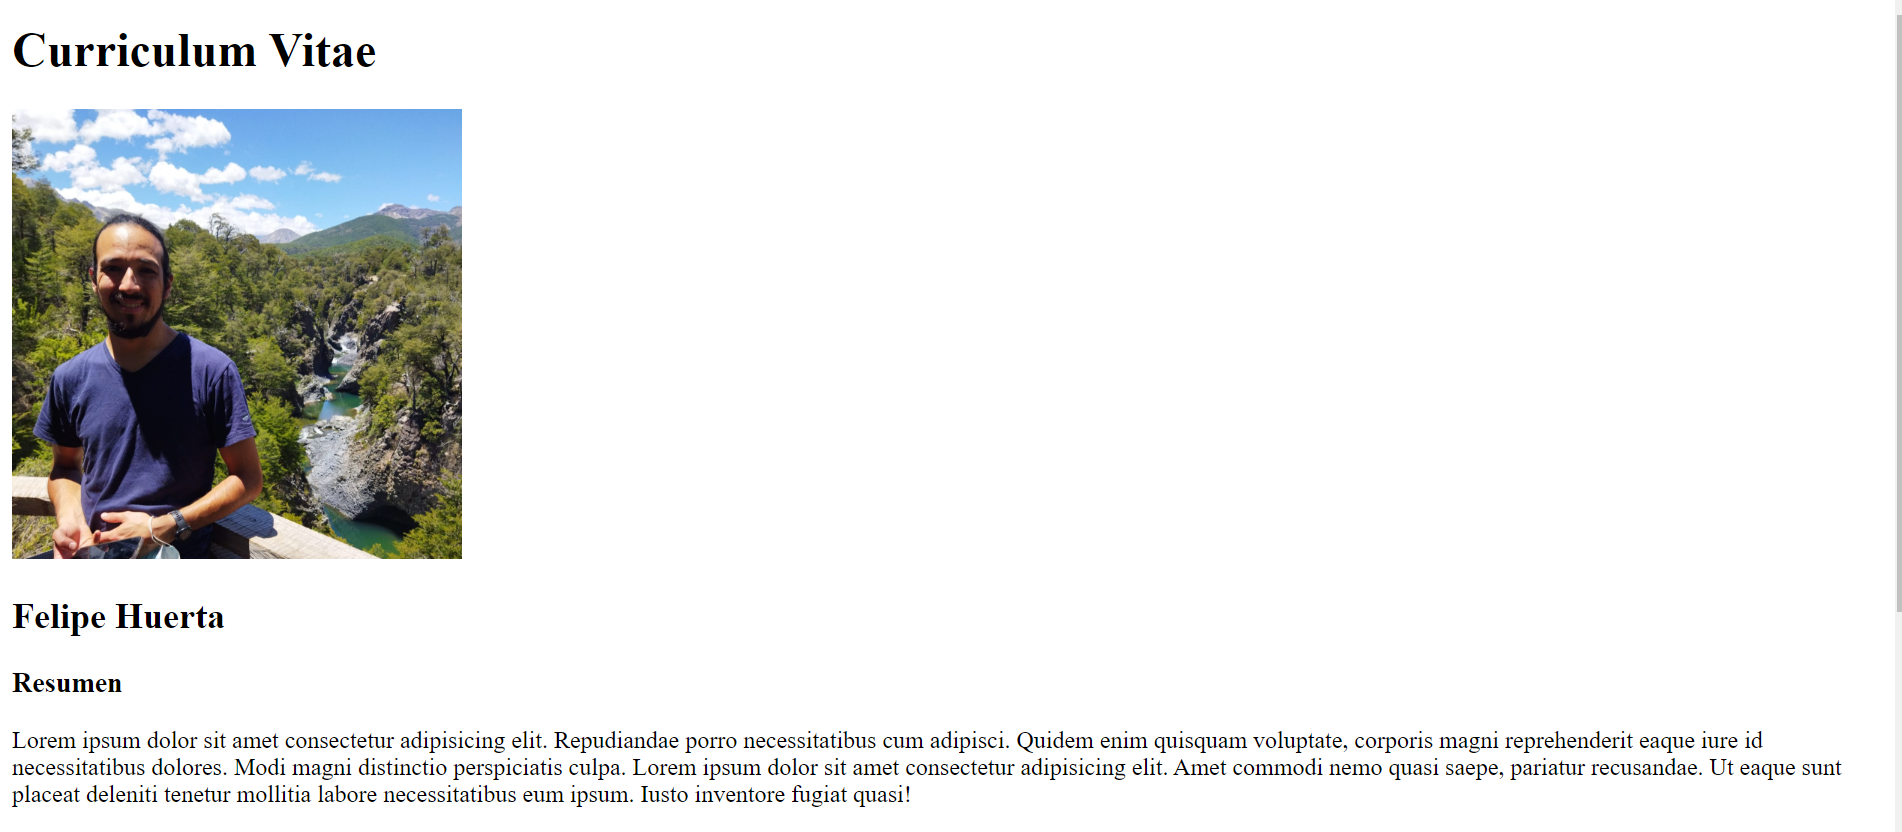 Curriculum Vitae
Felipe Huerta
Resumen
Lorem ipsum dolor sit amet consectetur adipisicing elit. Repudiandae porro necessitatibus cum adipisci. Quidem enim quisquam voluptate, corporis magni reprehenderit eaque iure id
necessitatibus dolores. Modi magni distinctio perspiciatis culpa. Lorem ipsum dolor sit amet consectetur adipisicing elit. Amet commodi nemo quasi saepe, pariatur recusandae. Ut eaque sunt
placeat deleniti tenetur mollitia labore necessitatibus eum ipsum. Iusto inventore fugiat quasi!